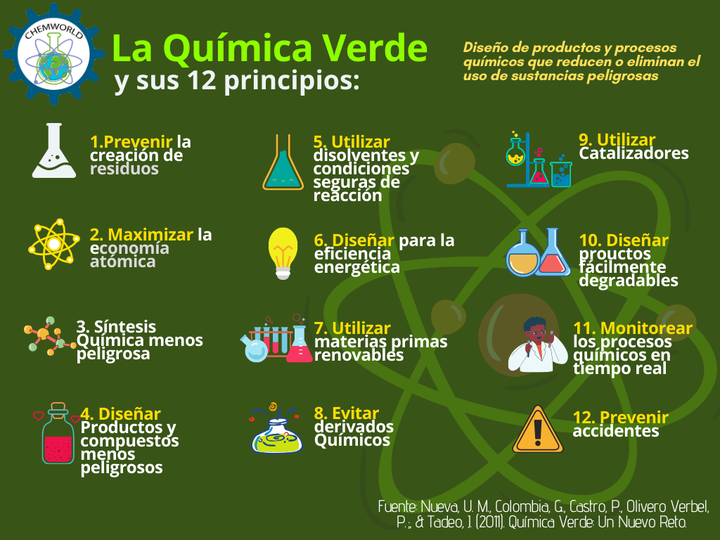 CHEMWORLD
La Química Verde
y sus 12 principios:
Diseño de productos y procesos
químicos que reducen o eliminan el
uso de sustancias peligrosas
1.Prevenir la
creación de
residuos
2. Maximizar la
economía
atómica
3. Síntesis
Química menos
peligrosa
4. Diseñar
Productos y
compuestos
menos
peligrosos
5. Utilizar
disolventes y
condiciones
seguras de
reacción
6. Diseñar para la
eficiencia
energética
7. Utilizar
materias primas
renovables
8. Evitar
derivados
Químicos
9. Utilizar
Catalizadores
10. Diseñar
prouctos
fácilmente
degradables
11. Monitorear
los procesos
químicos en
tiempo real
12. Prevenir
accidentes
Fuente: Nueva, U. M., Colombia, G., Castro, P., Olivero Verbel,
P.,; & Tadeo, J. (2011). Química Verde: Un Nuevo Reto.